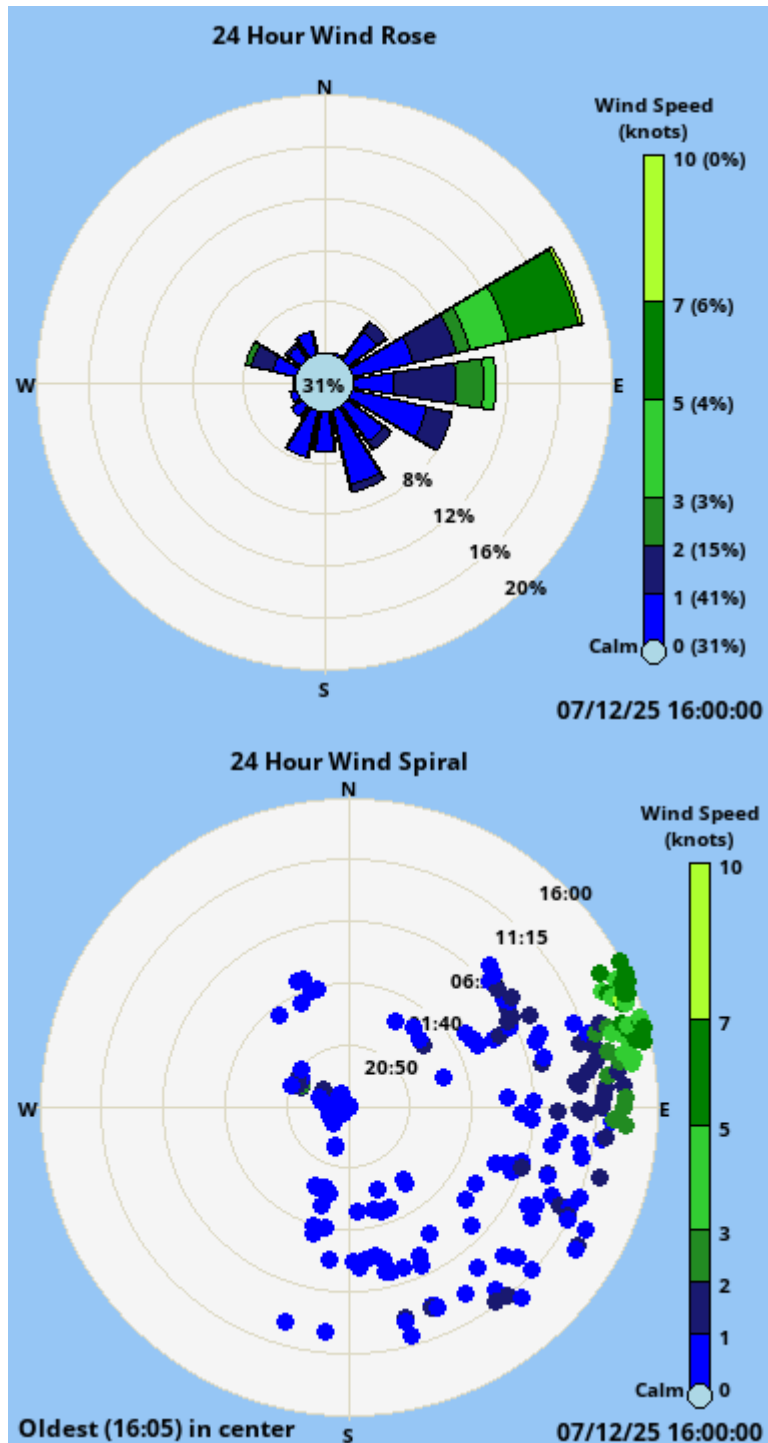 24 Hour Wind Rose
N
Wind Speed
(knots)
10 (0%)
7 (6%)
5 (4%)
W
31%
E
3 (3%)
8%
12%
2 (15%)
16%
1 (41%)
20%
Calm
0 (31%)
S
07/12/25 16:00:00
24 Hour Wind Spiral
N
Wind Speed
(knots)
10
16:00
11:15
06:
01:40
7
20:50
W
E
5
3
2
1
Calm
0
Oldest (16:05) in center
S
07/12/25 16:00:00